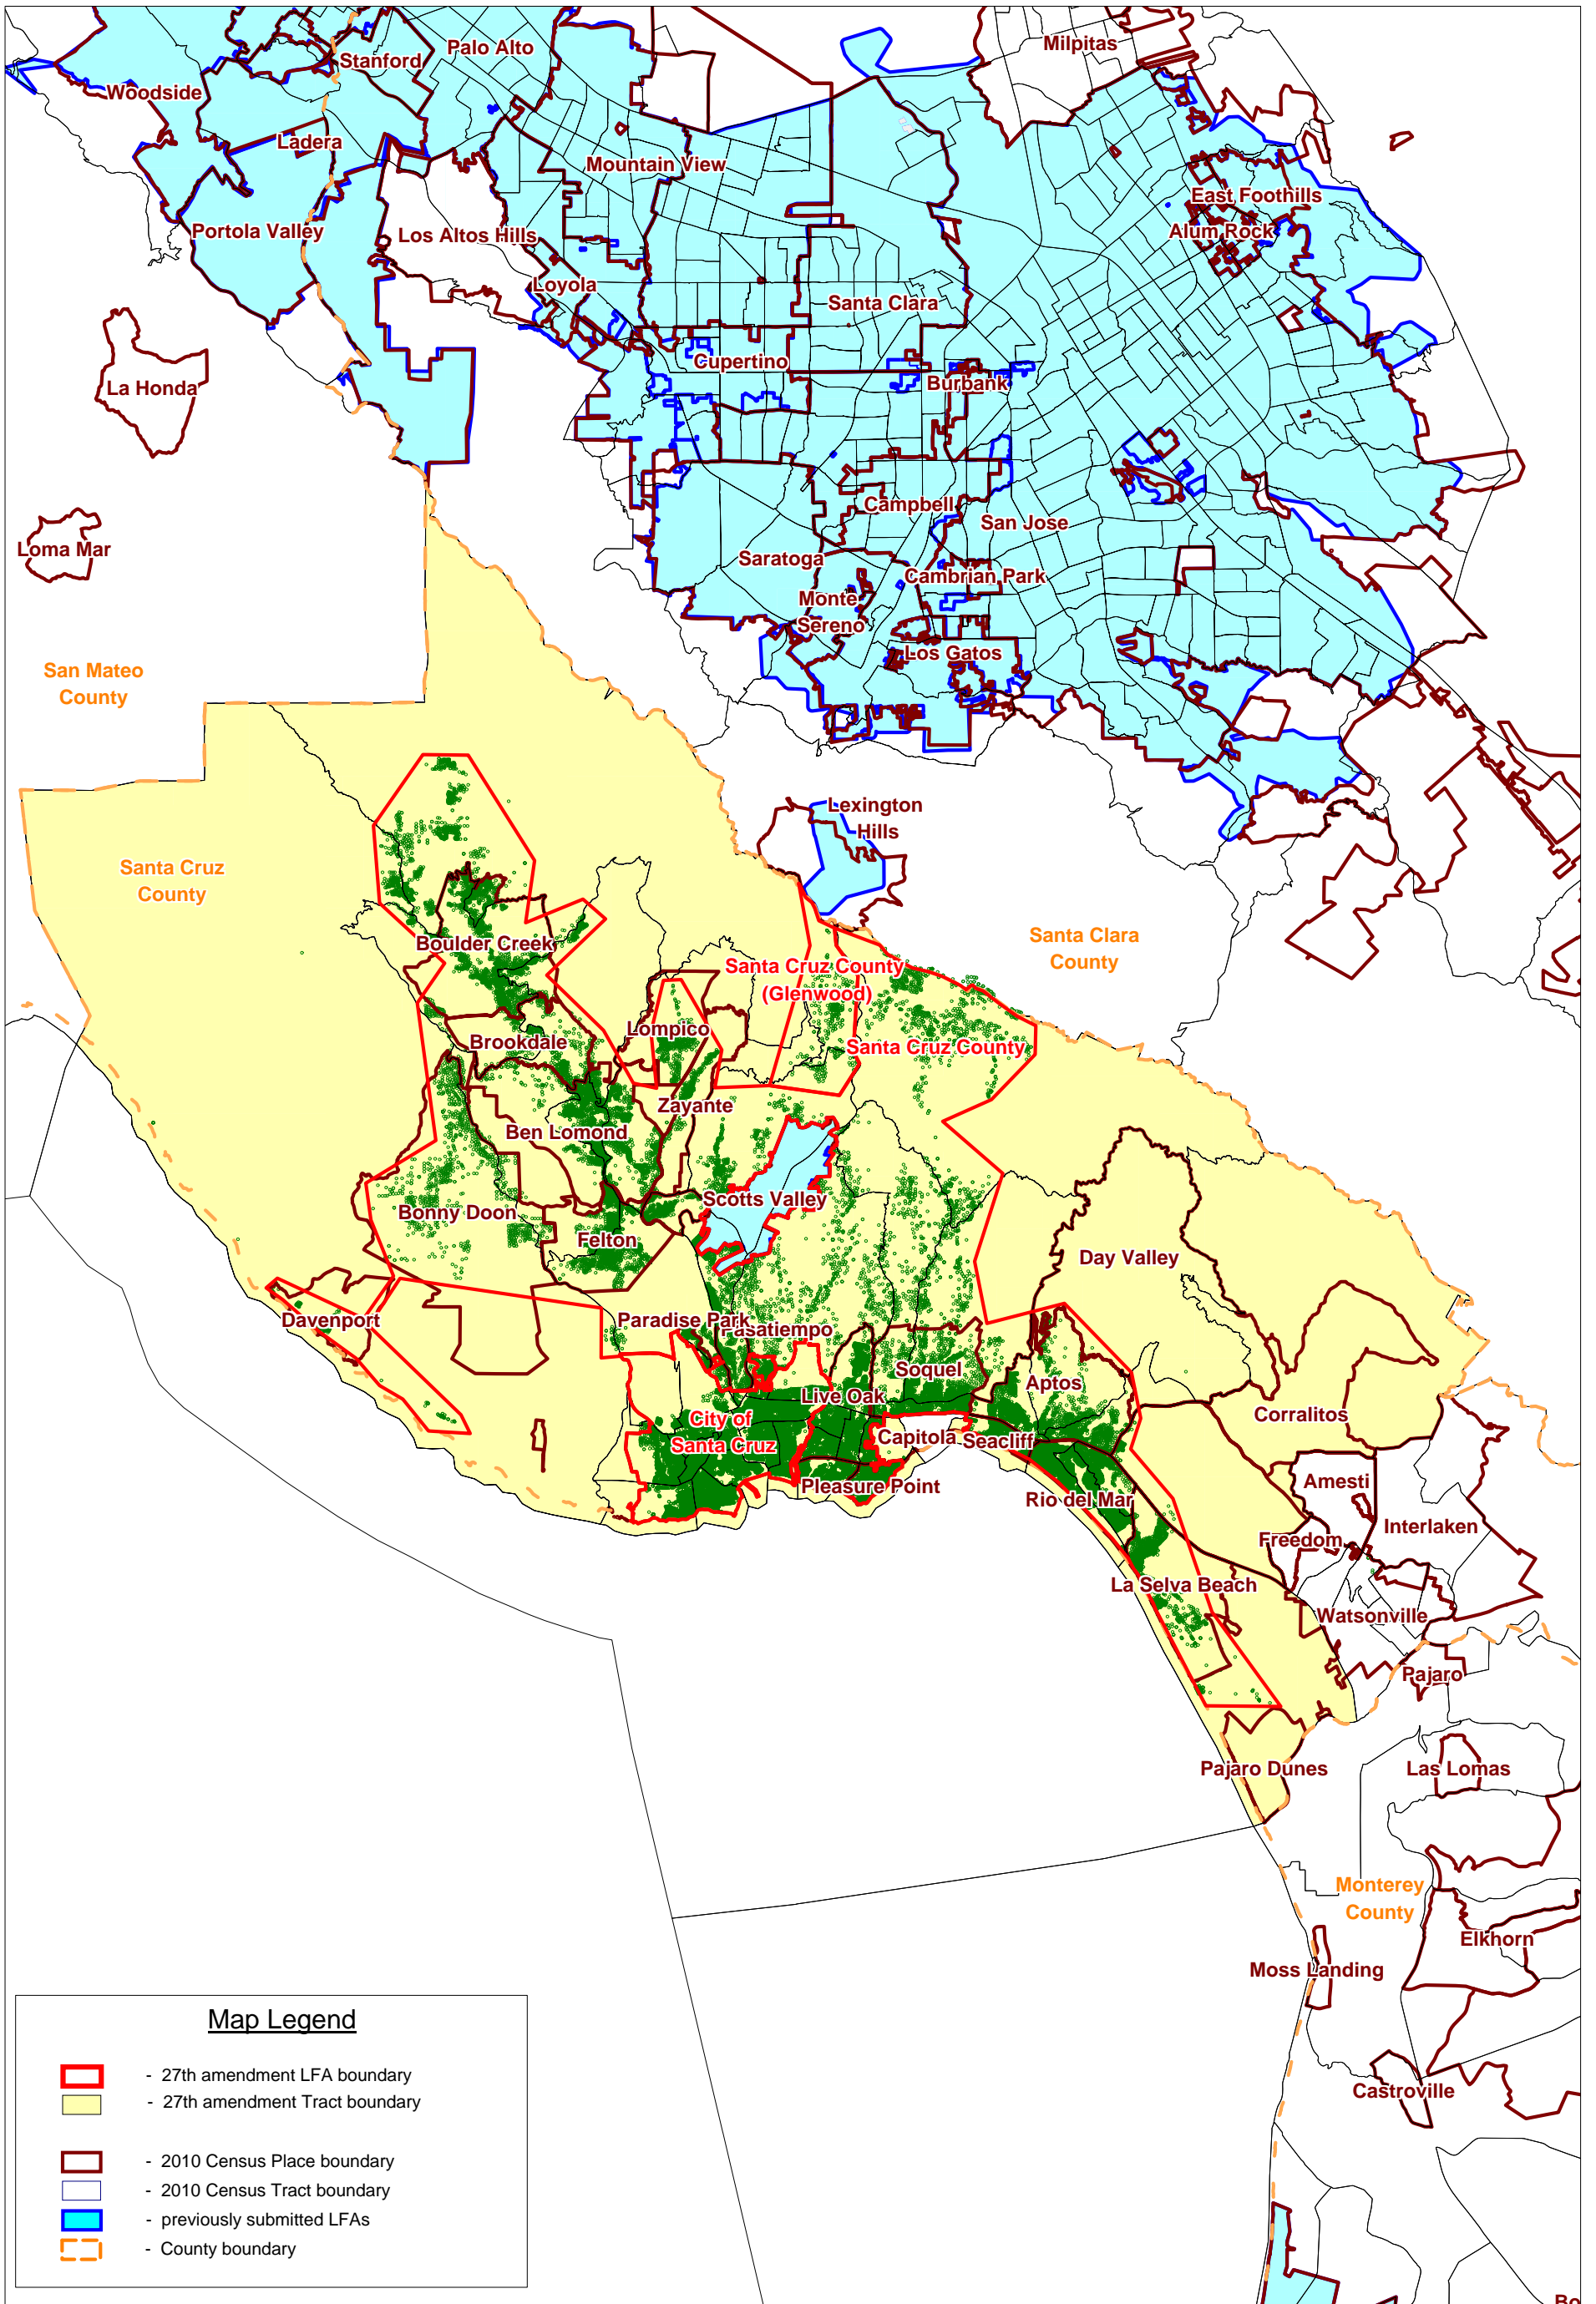 Milpitas
Palo Alto
Stanford
Woodside
Ladera
Mountain View
East Foothills
Alum Rock
Portola Valley
Los Altos Hills
Loyola
Santa Clara
Cupertino
Burbank
La Honda
Campbell
San Jose
Loma Mar
Saratoga
Cambrian Park
Monte
Sereno
Los Gatos
San Mateo
County
Lexington
Hills
Santa Cruz
County
Santa Clara
County
Boulder Creek
Santa Cruz County
(Glenwood)
Lompico
Brookdale
Santa Cruz County
Zayante
Ben Lomond
Scotts Valley
Bonny Doon
Felton
Day Valley
Davenport
Paradise Park
Pasatiempo
Soquel
Aptos
Live Oak
City of
Santa Cruz
Capitola
Seacliff
Corralitos
Pleasure Point
Rio del Mar
Amesti
Interlaken
Freedom
La Selva Beach
Watsonville
Pajaro
Pajaro Dunes
Las Lomas
Monterey
County
Elkhorn
Moss Landing
Castroville
Bo
Map Legend
- 27th amendment LFA boundary
- 27th amendment Tract boundary
- 2010 Census Place boundary
- 2010 Census Tract boundary
- previously submitted LFAs
- County boundary